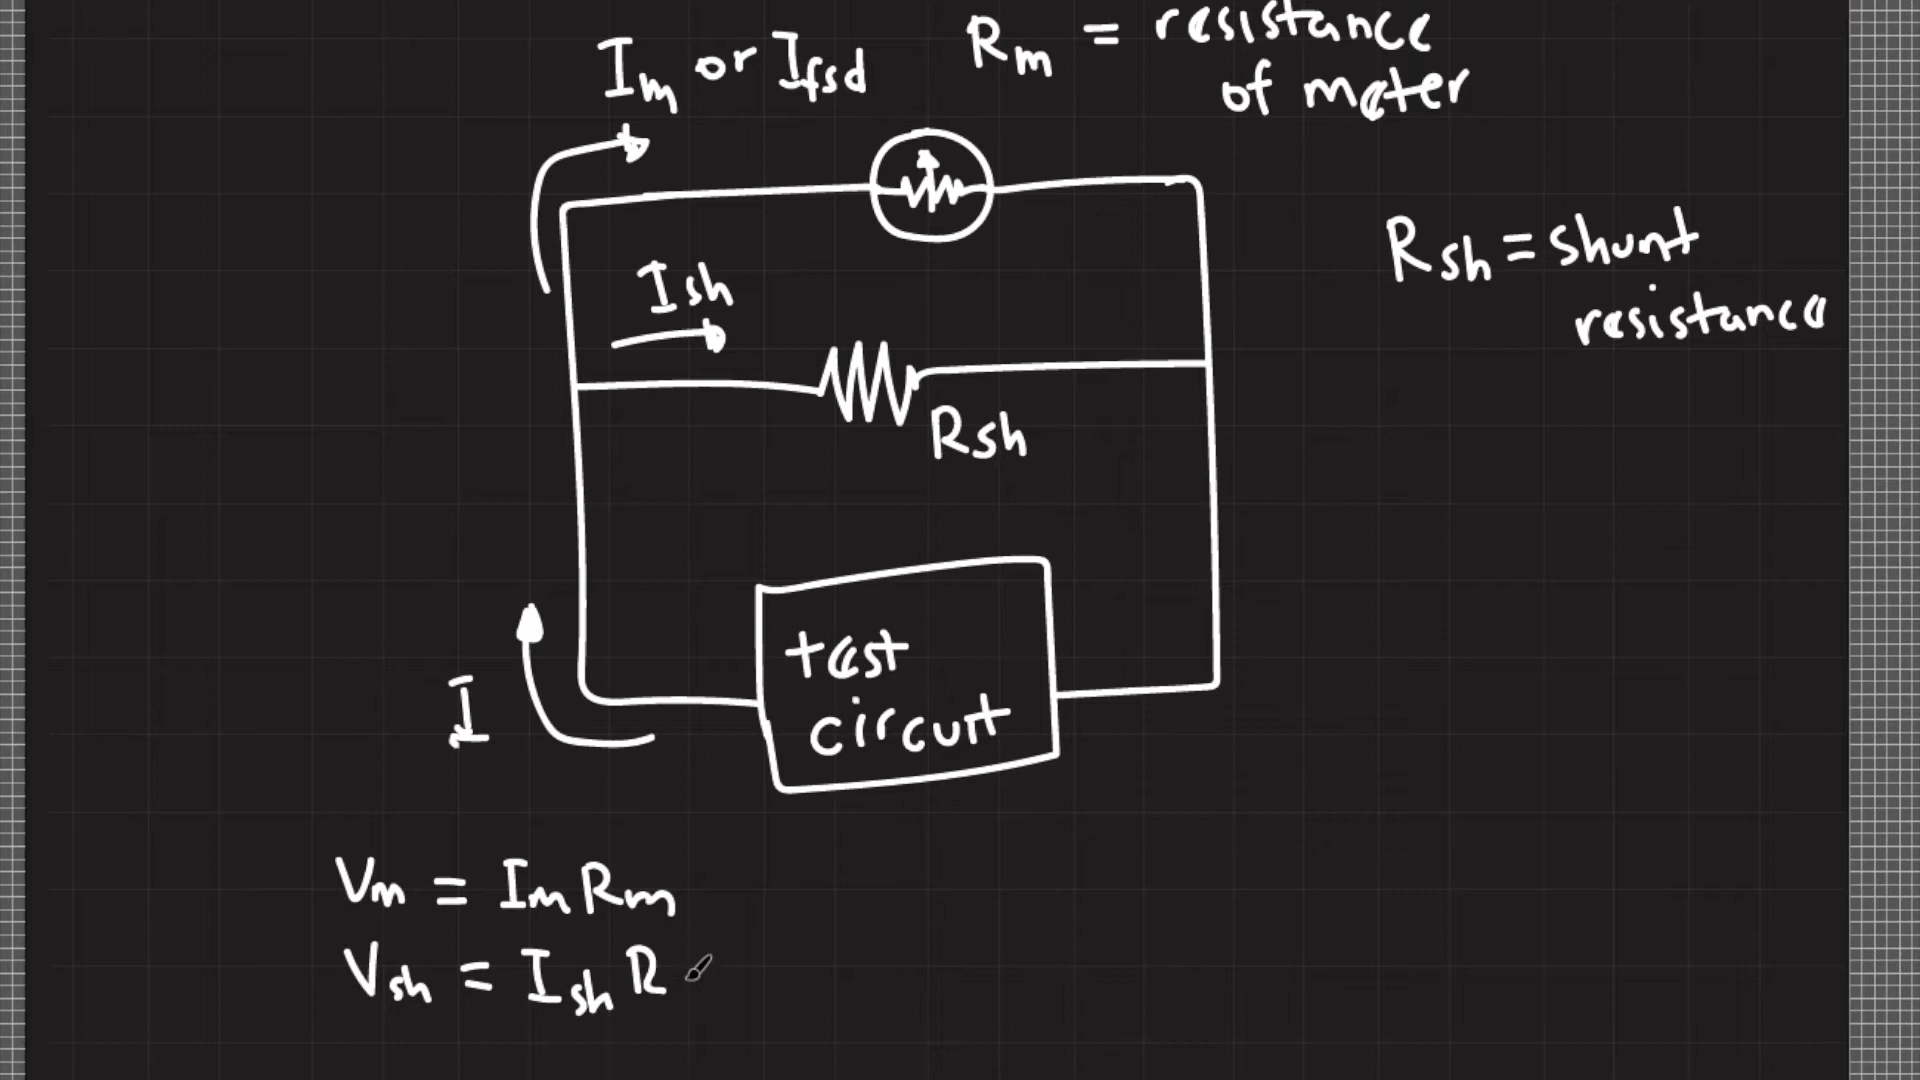 Im or Ifsd
Rm = resistance
of meter
Ish
Rsh = shunt
resistance
Rsh
test
circuit
I
Vm = Im Rm
Vsh = Ish R